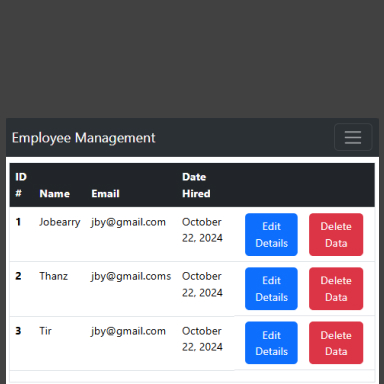 Employee Management
ID # Name Email Date Hired
1 Jobearry jby@gmail.com October 22, 2024 Edit Details Delete Data
2 Thanz jby@gmail.coms October 22, 2024 Edit Details Delete Data
3 Tir jby@gmail.com October 22, 2024 Edit Details Delete Data